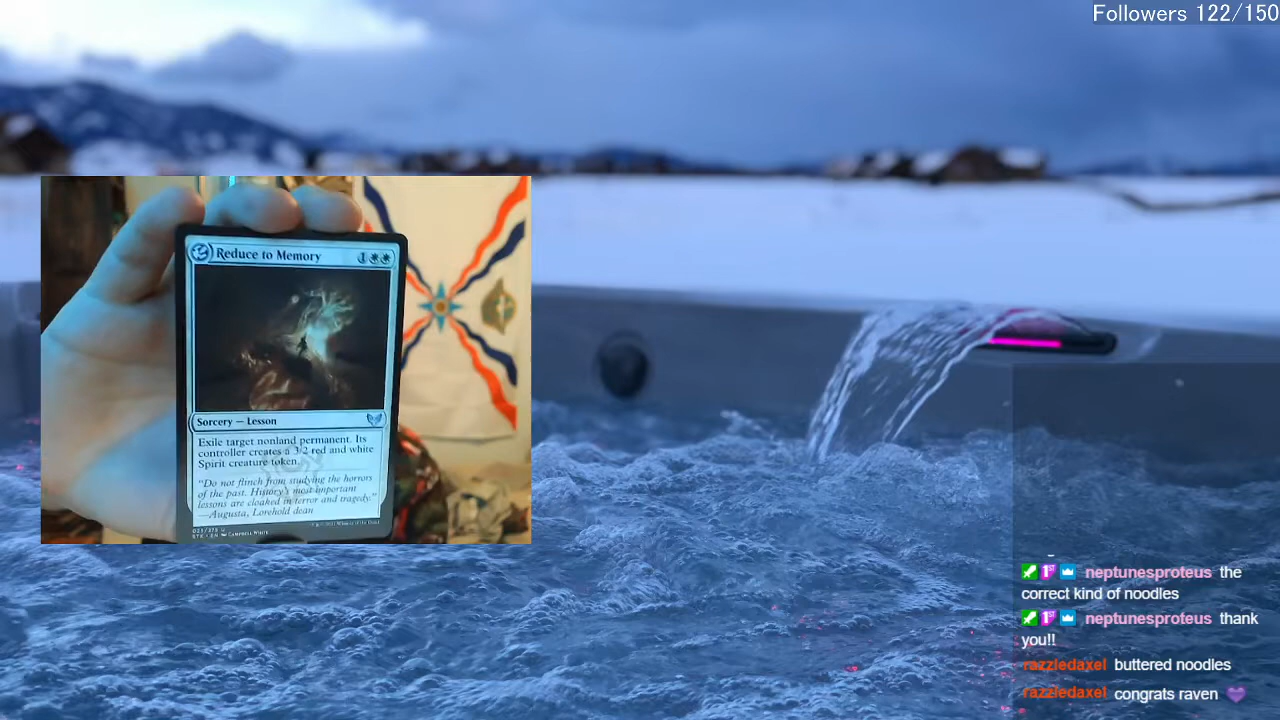 Followers 122/150
Reduce to Memory 1
Sorcery — Lesson
Exile target nonland permanent. Its
controller creates a 3/2 red and white
Spirit creature token.
"Do not flinch from studying the horrors
of the past. History's most important
lessons are cloaked in terror and tragedy."
—Augusta, Lorehold dean
CAMPBELL WHITE
neptunesproteus the
correct kind of noodles
neptunesproteus thank
you!!
razzledaxel buttered noodles
razzledaxel congrats raven